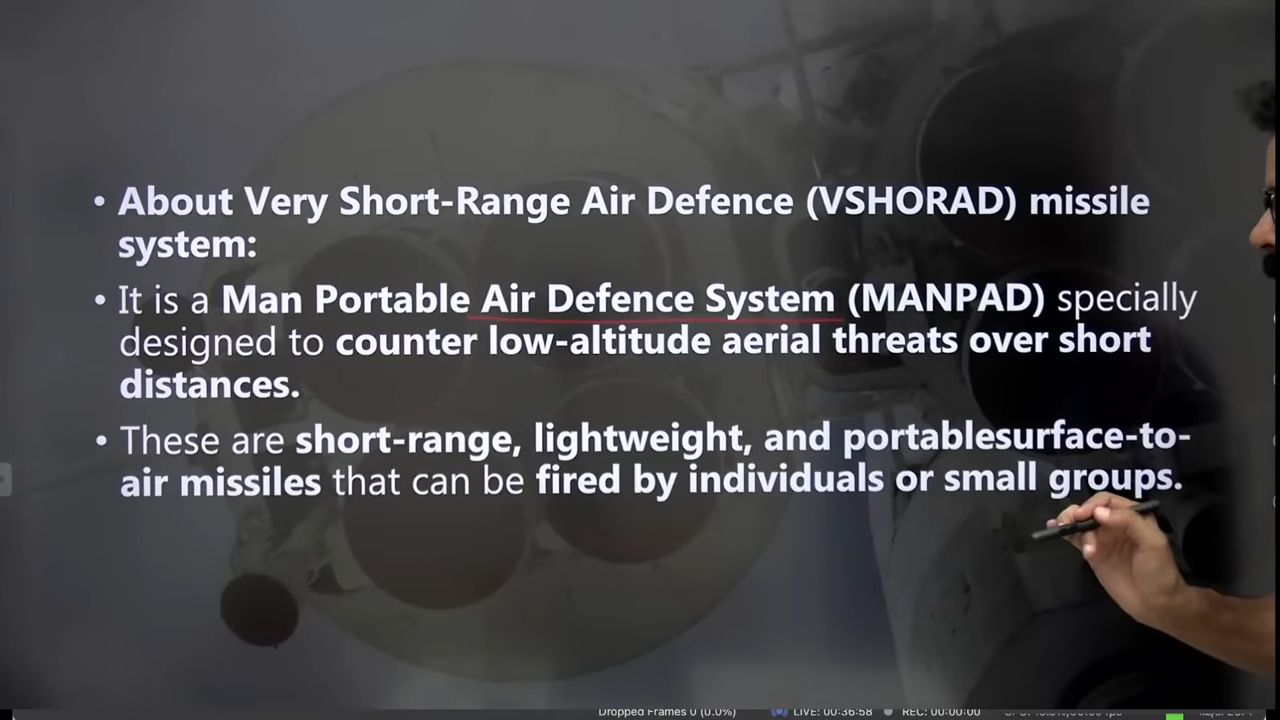 • About Very Short-Range Air Defence (VSHORAD) missile
system:
• It is a Man Portable Air Defence System (MANPAD) specially
designed to counter low-altitude aerial threats over short
distances.
• These are short-range, lightweight, and portablesurface-to-
air missiles that can be fired by individuals or small groups.
Dropped Frames 0 (0.0%) LIVE: 00:36:58 REC: 00:00:00